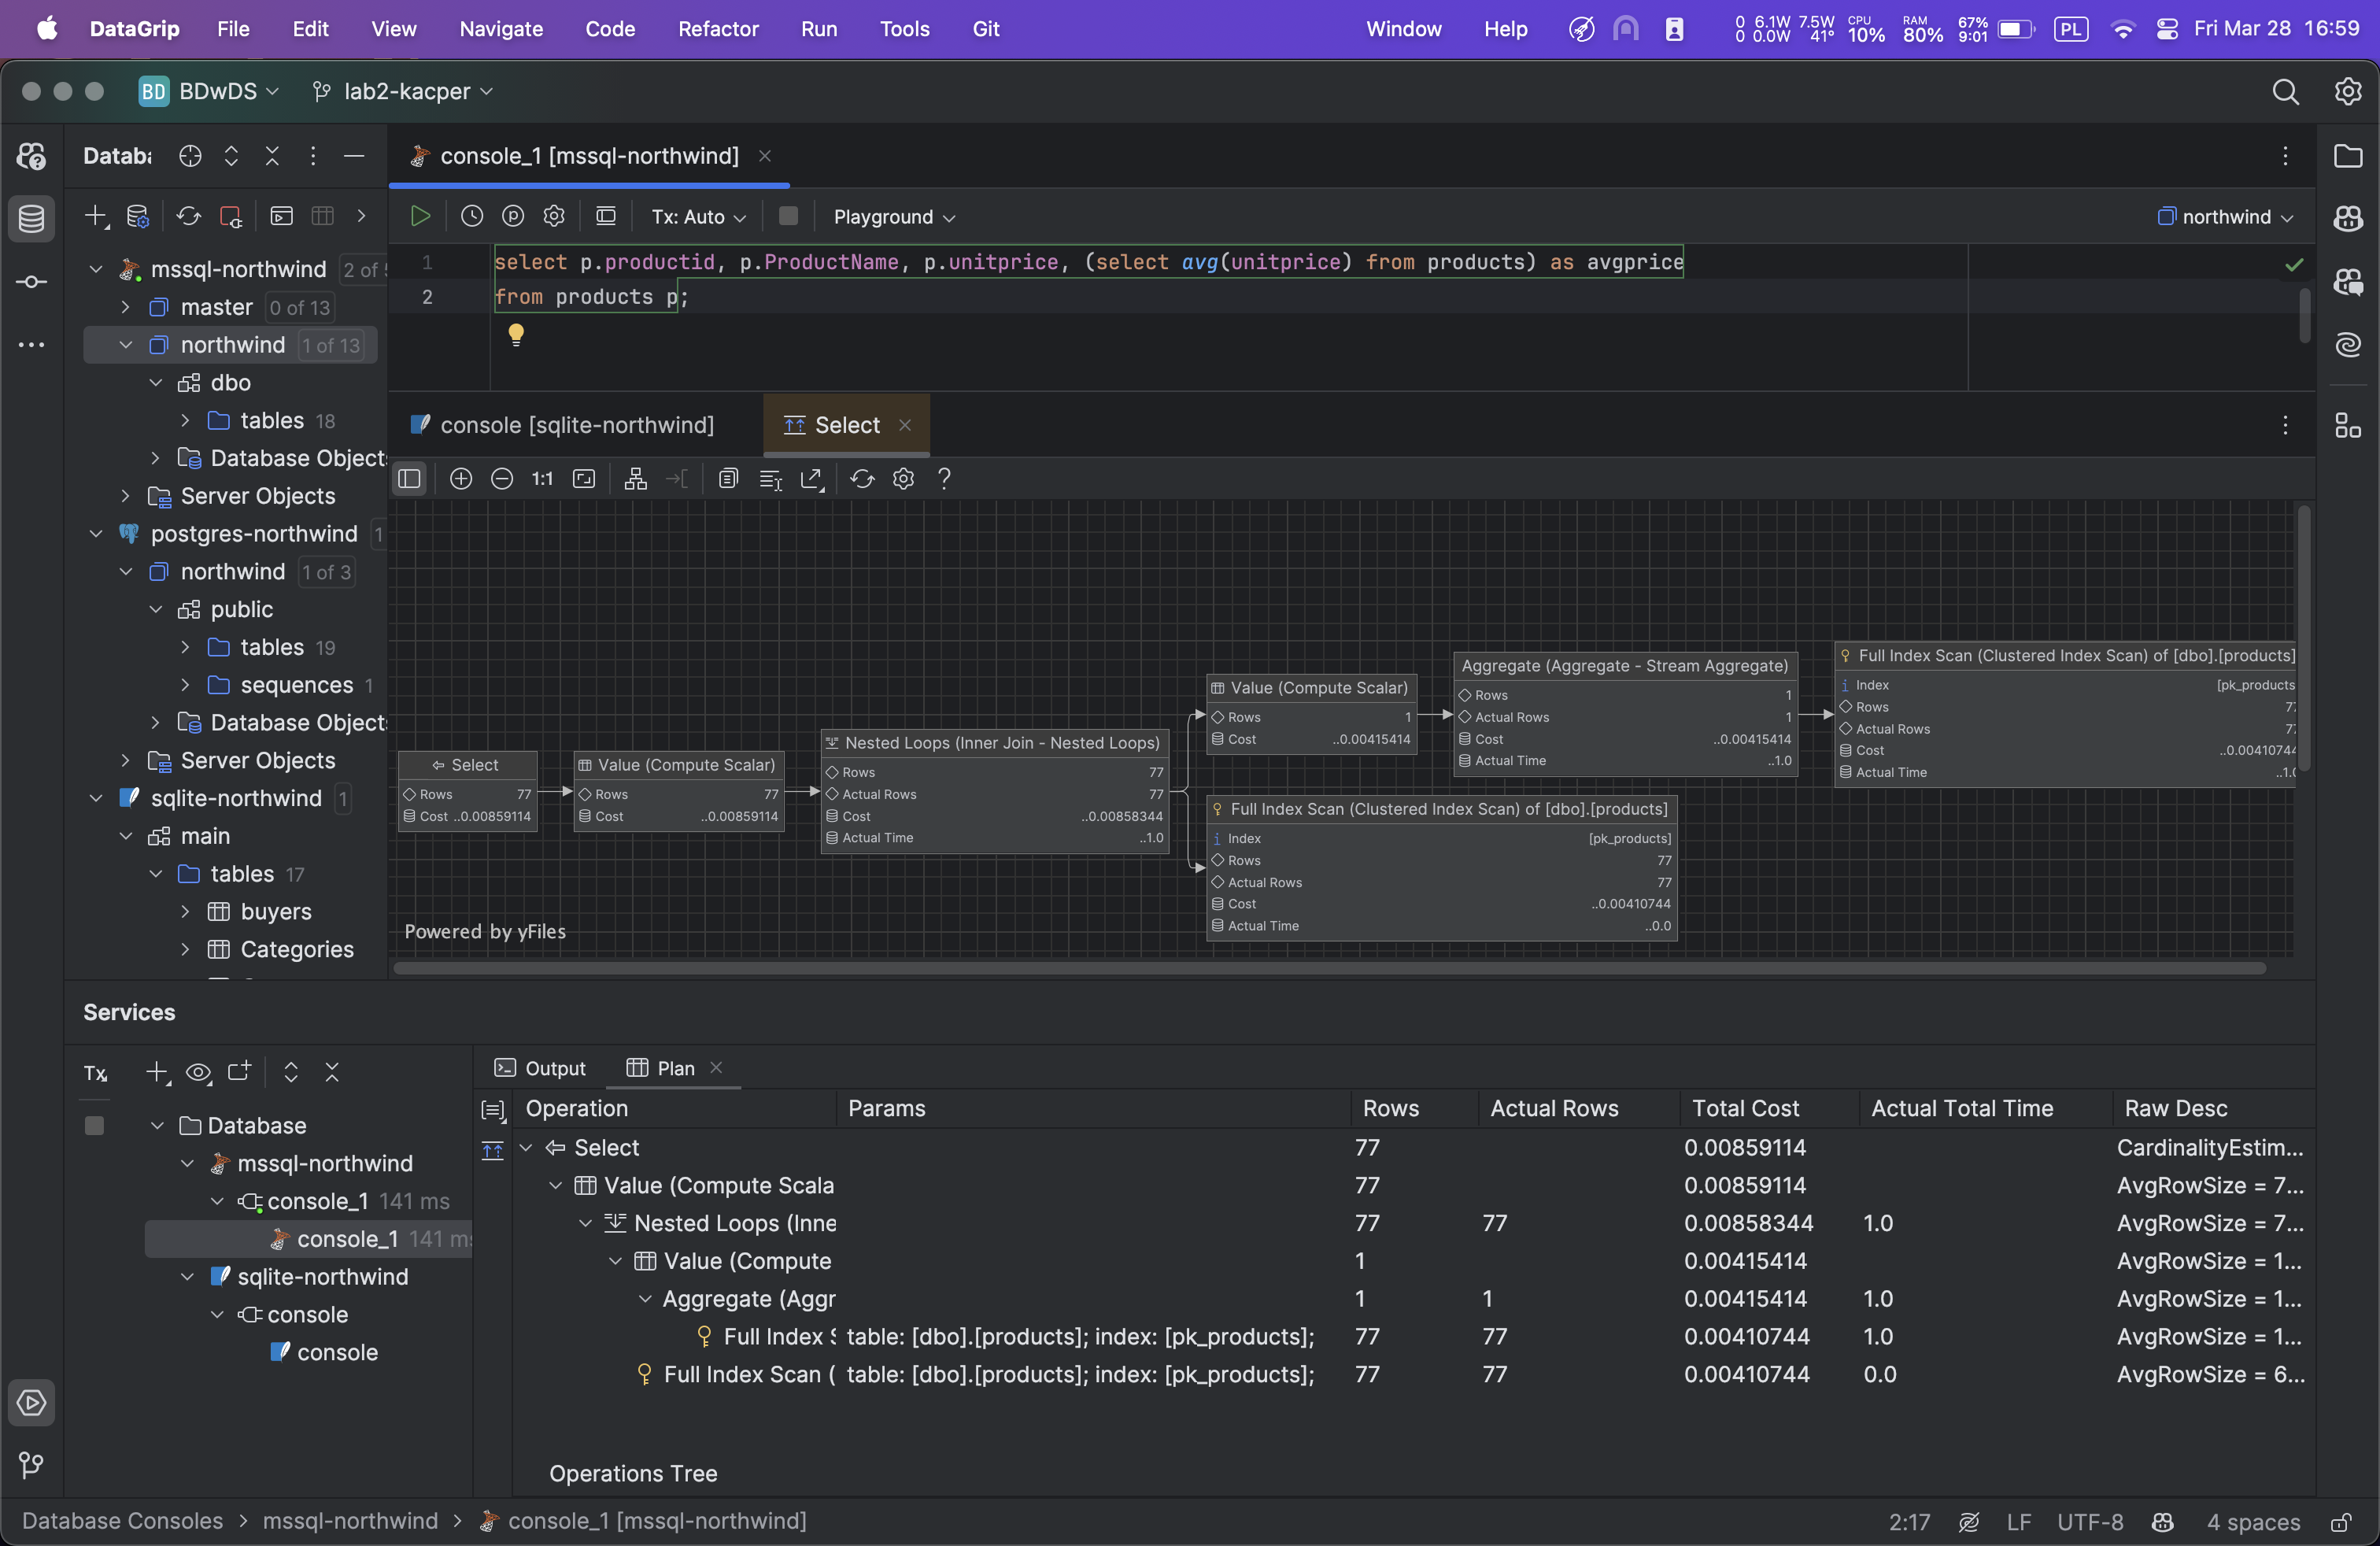 DataGrip File Edit View Navigate Code Refactor Run Tools Git Window Help 0 6.1W 7.5W CPU RAM 67% PL Fri Mar 28 16:59
0 0.0W 41° 10% 80% 9:01
BD BDwDS lab2-kacper
console_1 [mssql-northwind]
Tx: Auto Playground northwind
1 select p.productid, p.ProductName, p.unitprice, (select avg(unitprice) from products) as avgprice
2 from products p;
mssql-northwind 2 of
master 0 of 13
northwind 1 of 13
dbo
tables 18
Database Object
Server Objects
postgres-northwind 1
northwind 1 of 3
public
tables 19
sequences 1
Database Object
Server Objects
sqlite-northwind 1
main
tables 17
buyers
Categories
console [sqlite-northwind] Select
1:1 ?
Select
Rows 77
Cost ..0.00859114
Value (Compute Scalar)
Rows 77
Cost ..0.00859114
Nested Loops (Inner Join - Nested Loops)
Rows 77
Actual Rows 77
Cost ..0.00858344
Actual Time ..1.0
Value (Compute Scalar)
Rows 1
Cost ..0.00415414
Aggregate (Aggregate - Stream Aggregate)
Rows 1
Actual Rows 1
Cost ..0.00415414
Actual Time ..1.0
Full Index Scan (Clustered Index Scan) of [dbo].[products]
Index [pk_products
Rows 77
Actual Rows 77
Cost ..0.00410744
Actual Time ..1.0
Full Index Scan (Clustered Index Scan) of [dbo].[products]
Index [pk_products]
Rows 77
Actual Rows 77
Cost ..0.00410744
Actual Time ..0.0
Powered by yFiles
Services
Tx
Database
mssql-northwind
console_1 141 ms
console_1 141 ms
sqlite-northwind
console
console
Output Plan
Operation Params Rows Actual Rows Total Cost Actual Total Time Raw Desc
Select 77 0.00859114 CardinalityEstim...
Value (Compute Scala 77 0.00859114 AvgRowSize = 7...
Nested Loops (Inne 77 77 0.00858344 1.0 AvgRowSize = 7...
Value (Compute 1 0.00415414 AvgRowSize = 1...
Aggregate (Aggr 1 1 0.00415414 1.0 AvgRowSize = 1...
Full Index table: [dbo].[products]; index: [pk_products]; 77 77 0.00410744 1.0 AvgRowSize = 1...
Full Index Scan ( table: [dbo].[products]; index: [pk_products]; 77 77 0.00410744 0.0 AvgRowSize = 6...
Operations Tree
Database Consoles > mssql-northwind > console_1 [mssql-northwind] 2:17 LF UTF-8 4 spaces